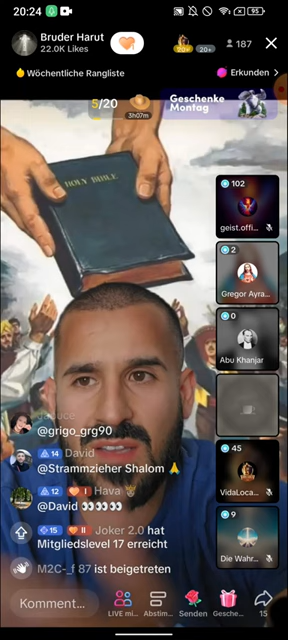 20:24
95
Bruder Harut
22.0K Likes
20+
187
Wöchentliche Rangliste
Erkunden
5/20
3h07m
Geschenke
Montag
HOLY BIBLE
102
geist.offi...
2
Gregor Ayra...
0
Abu Khanjar
45
VidaLoca...
9
Die Wahr...
@grigo_grg90
14 David
@Strammzieher Shalom 🙏
12 I Hava
@David 👀👀👀
15 II Joker 2.0 hat
Mitgliedslevel 17 erreicht
M2C-_f 87 ist beigetreten
Komment...
LIVE mi...
Abstim...
Senden
Gesche...
15